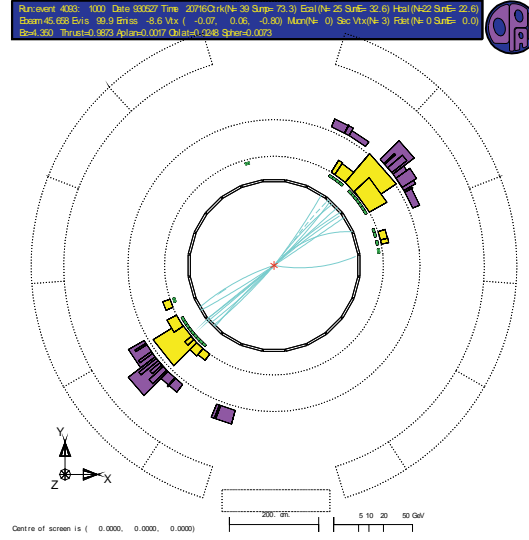 Run:event 4093: 1000 Date 930527 Time 20716 Ctrk(N= 39 Sump= 73.3) Ecal(N= 25 SumE= 32.6) Hcal(N=22 SumE= 22.6)
Ebeam 45.658 Evis 99.9 Emiss -8.6 Vtx ( -0.07, 0.06, -0.80) Muon(N= 0) Sec Vtx(N= 3) Fdet(N= 0 SumE= 0.0)
Bz=4.350 Thrust=0.9873 Aplan=0.0017 Oblat=0.0248 Spher=0.0073
Y
X
Z
200. cm.
5 10 20 50 GeV
Centre of screen is ( 0.0000, 0.0000, 0.0000)